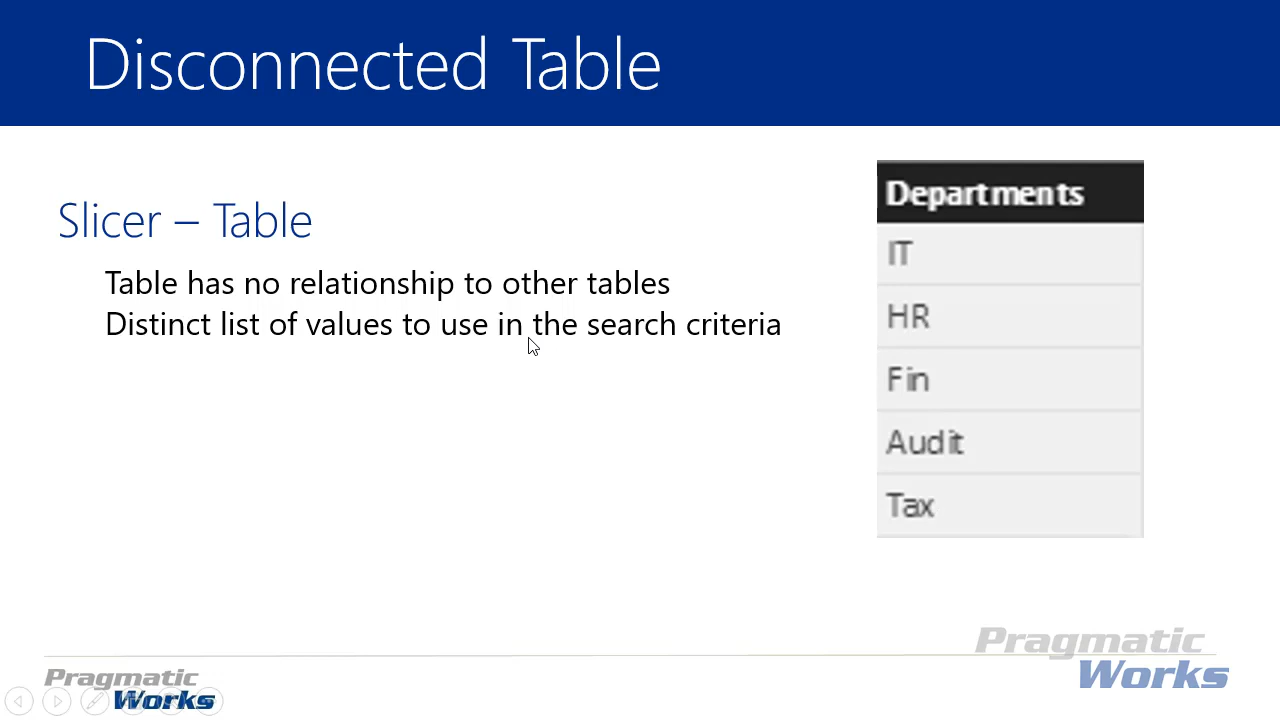 Disconnected Table
Slicer – Table
Table has no relationship to other tables
Distinct list of values to use in the search criteria
Departments
IT
HR
Fin
Audit
Tax
Pragmatic
Works
Pragmatic
Works